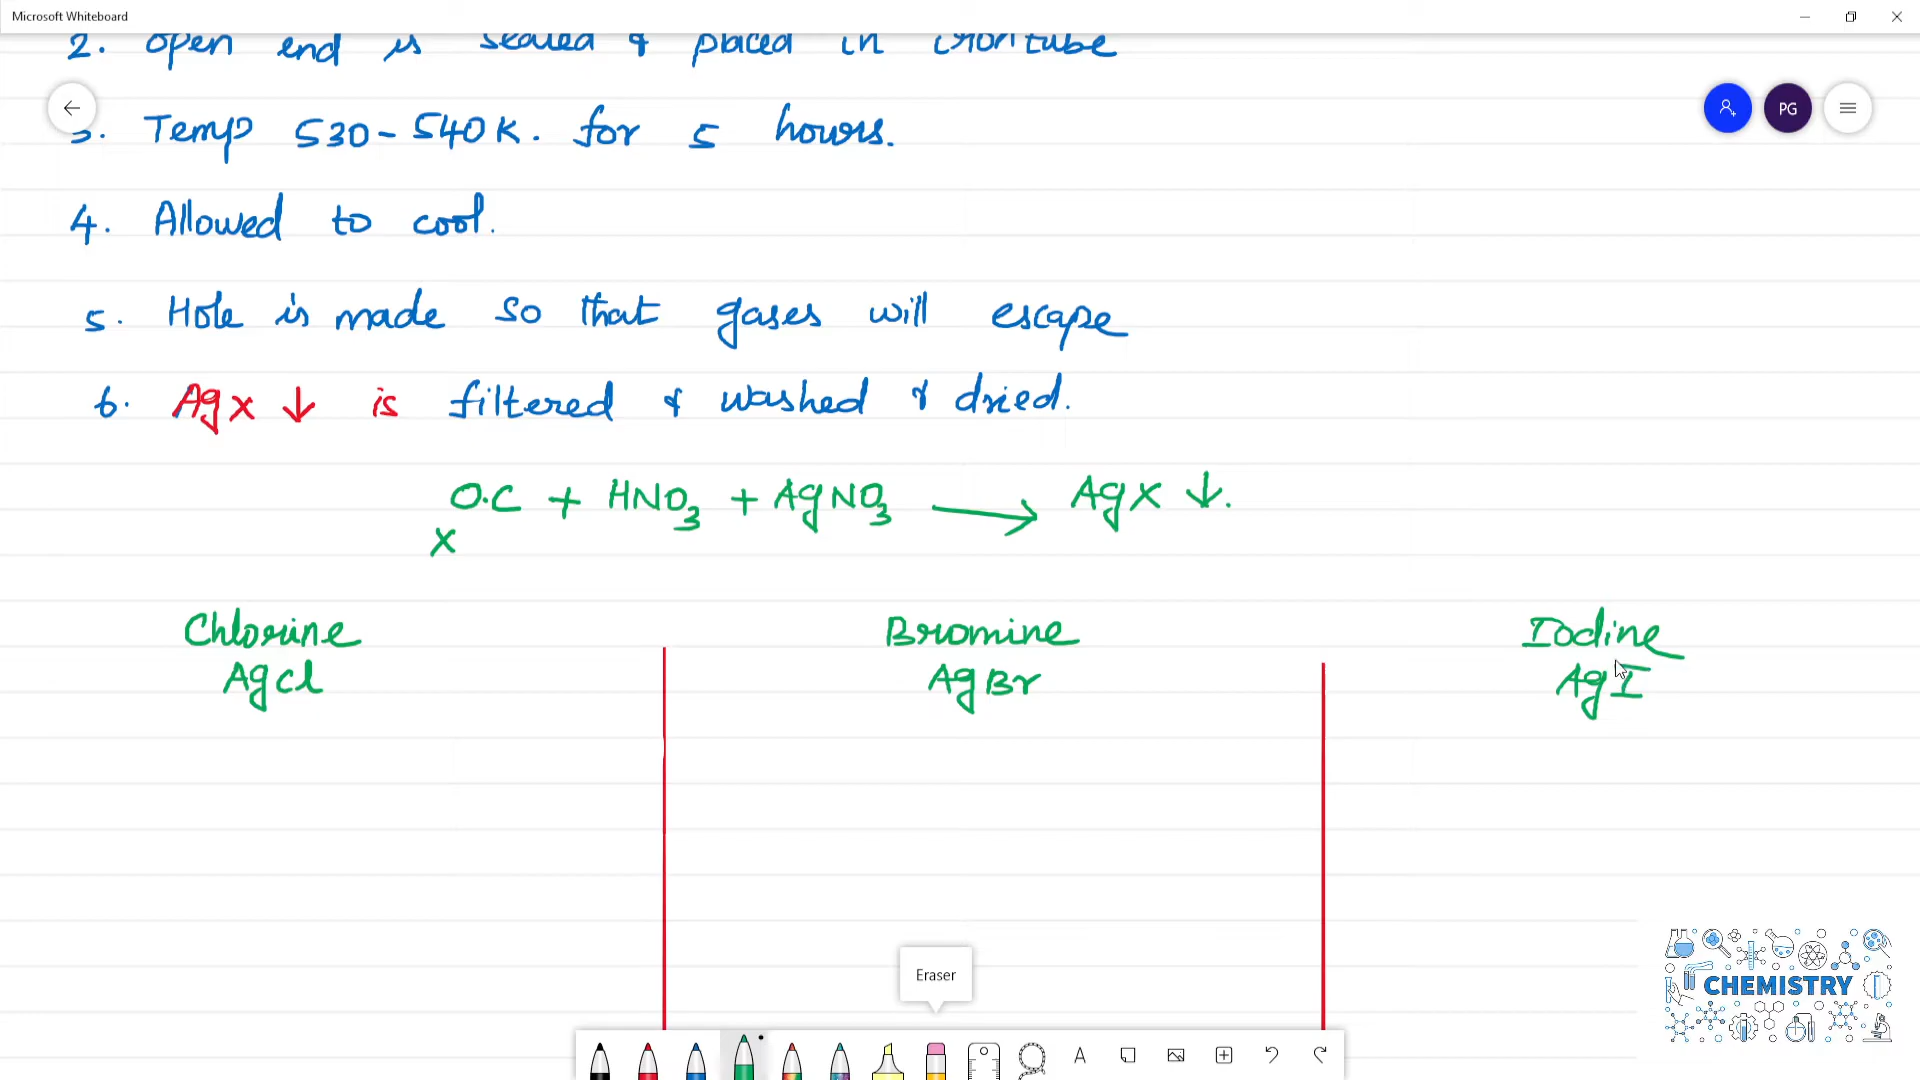 Microsoft Whiteboard
2. open end is sealed & placed in irontube
PG
3. Temp 530-540K. for 5 hours.
4. Allowed to cool.
5. Hole is made so that gases will escape
6. AgX ↓ is filtered & washed & dried.
O.C + HNO₃ + AgNO₃ → AgX ↓.
X
Chlorine Bromine Iodine
AgCl AgBr AgI
Eraser
CHEMISTRY
A